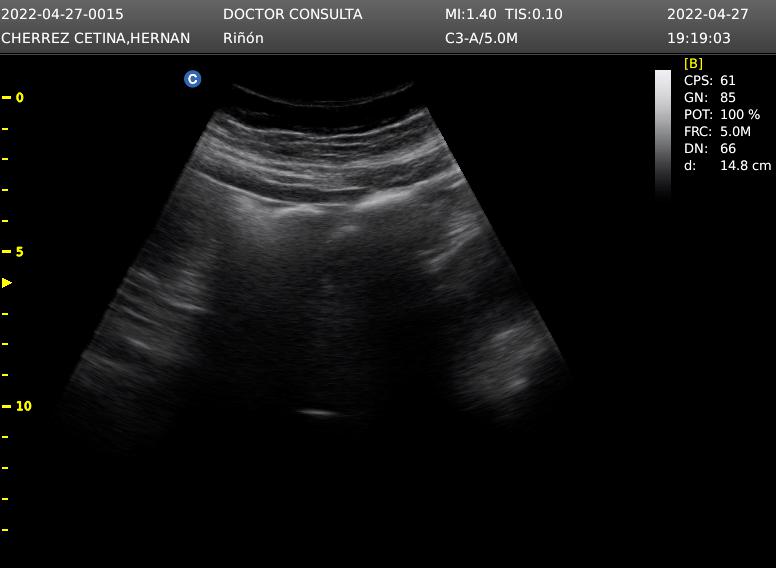 2022-04-27-0015 DOCTOR CONSULTA MI:1.40 TIS:0.10 2022-04-27
CHERREZ CETINA,HERNAN Riñón C3-A/5.0M 19:19:03
C
[B]
CPS: 61
GN: 85
POT: 100 %
FRC: 5.0M
DN: 66
d: 14.8 cm
0
5
10